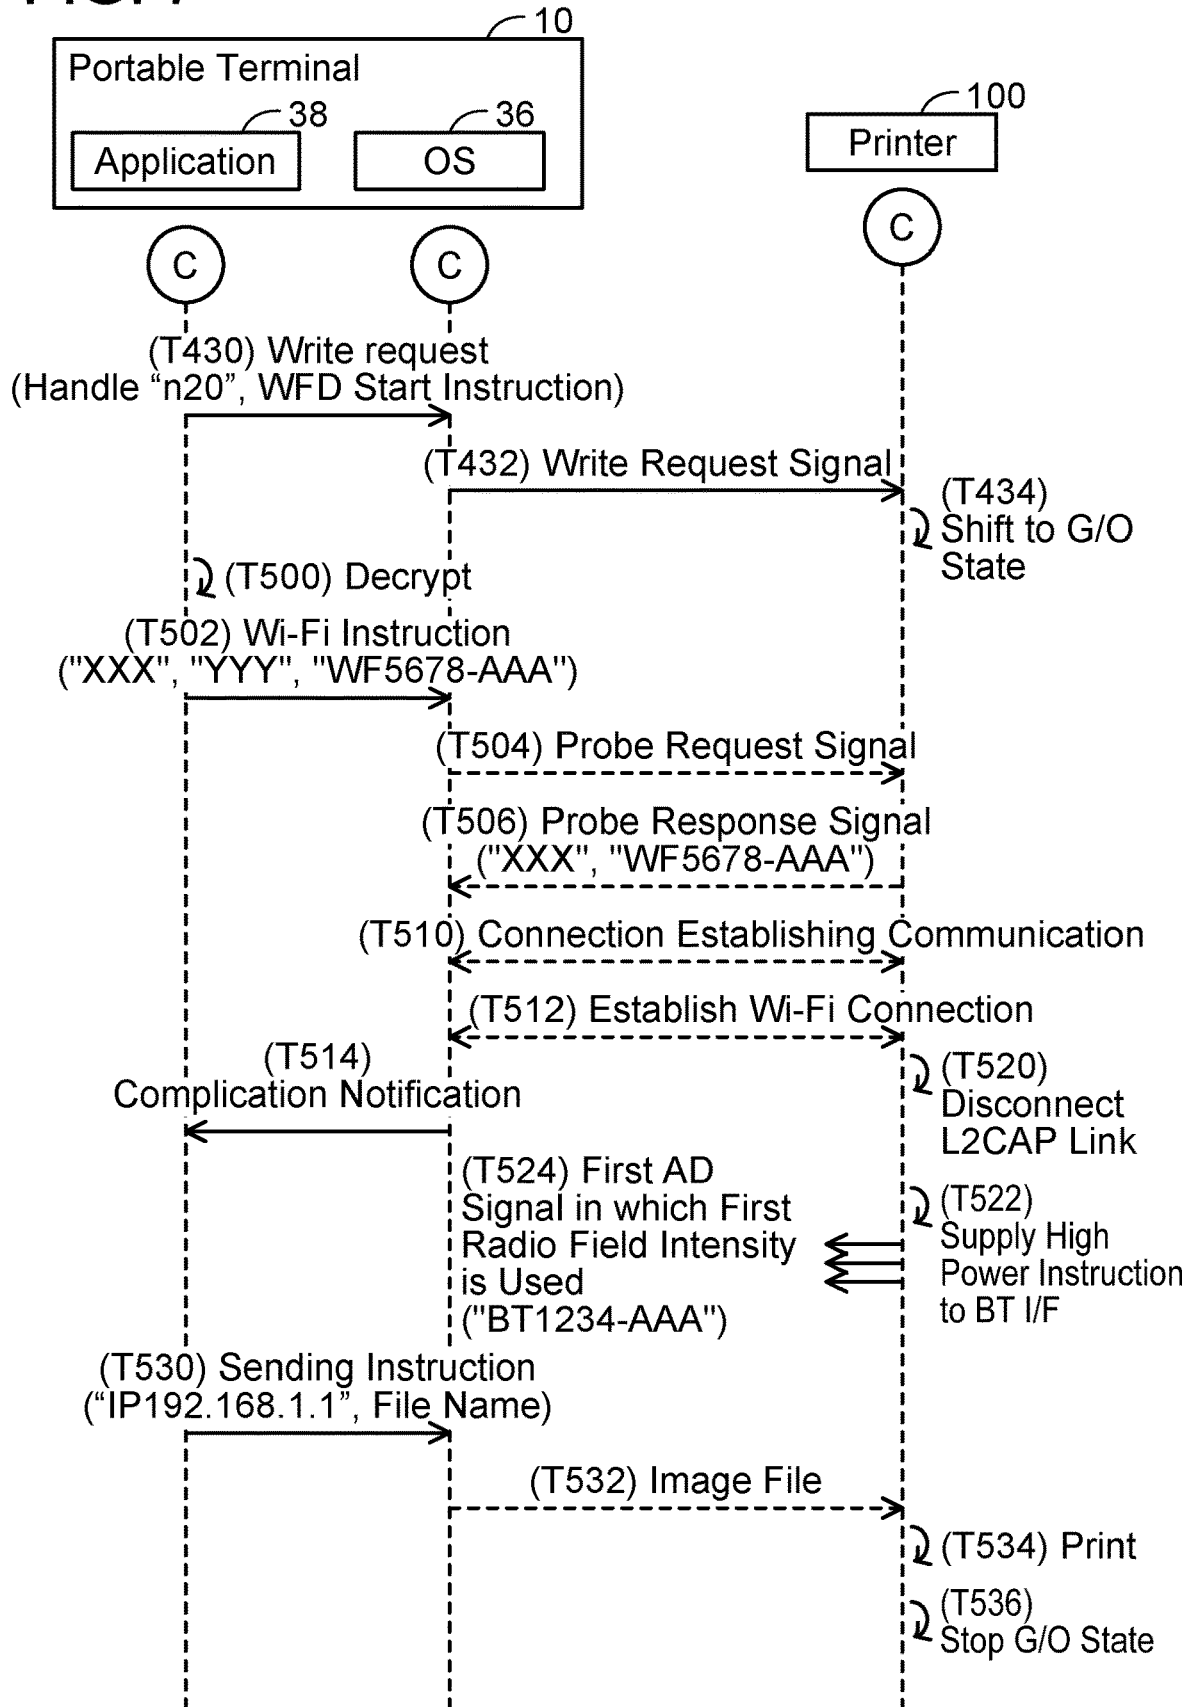 10
Portable Terminal
38
36
100
Application
OS
Printer
C
C
C
(T430) Write request
(Handle “n20”, WFD Start Instruction)
(T432) Write Request Signal
(T434)
Shift to G/O
State
(T500) Decrypt
(T502) Wi-Fi Instruction
("XXX", "YYY", "WF5678-AAA")
(T504) Probe Request Signal
(T506) Probe Response Signal
("XXX", "WF5678-AAA")
(T510) Connection Establishing Communication
(T512) Establish Wi-Fi Connection
(T514)
Complication Notification
(T520)
Disconnect
L2CAP Link
(T524) First AD
Signal in which First
Radio Field Intensity
is Used
("BT1234-AAA")
(T522)
Supply High
Power Instruction
to BT I/F
(T530) Sending Instruction
(“IP192.168.1.1”, File Name)
(T532) Image File
(T534) Print
(T536)
Stop G/O State